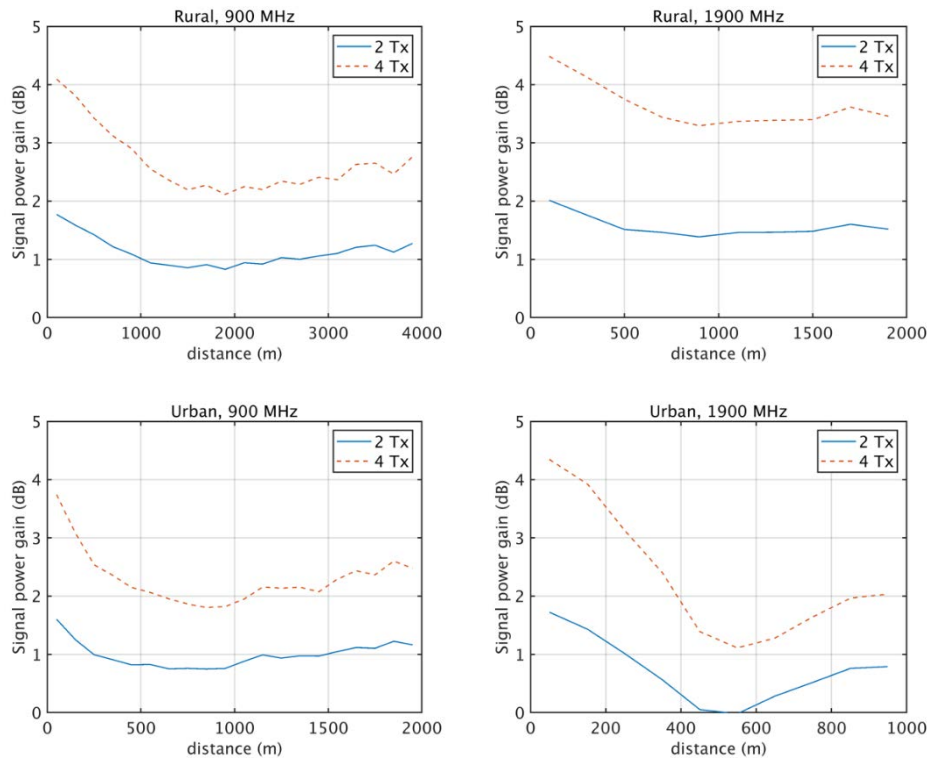 Rural, 900 MHz
5
4
3
2
1
0
Signal power gain (dB)
2 Tx
4 Tx
0 1000 2000 3000 4000
distance (m)
Rural, 1900 MHz
5
4
3
2
1
0
Signal power gain (dB)
2 Tx
4 Tx
0 500 1000 1500 2000
distance (m)
Urban, 900 MHz
5
4
3
2
1
0
Signal power gain (dB)
2 Tx
4 Tx
0 500 1000 1500 2000
distance (m)
Urban, 1900 MHz
5
4
3
2
1
0
Signal power gain (dB)
2 Tx
4 Tx
0 200 400 600 800 1000
distance (m)